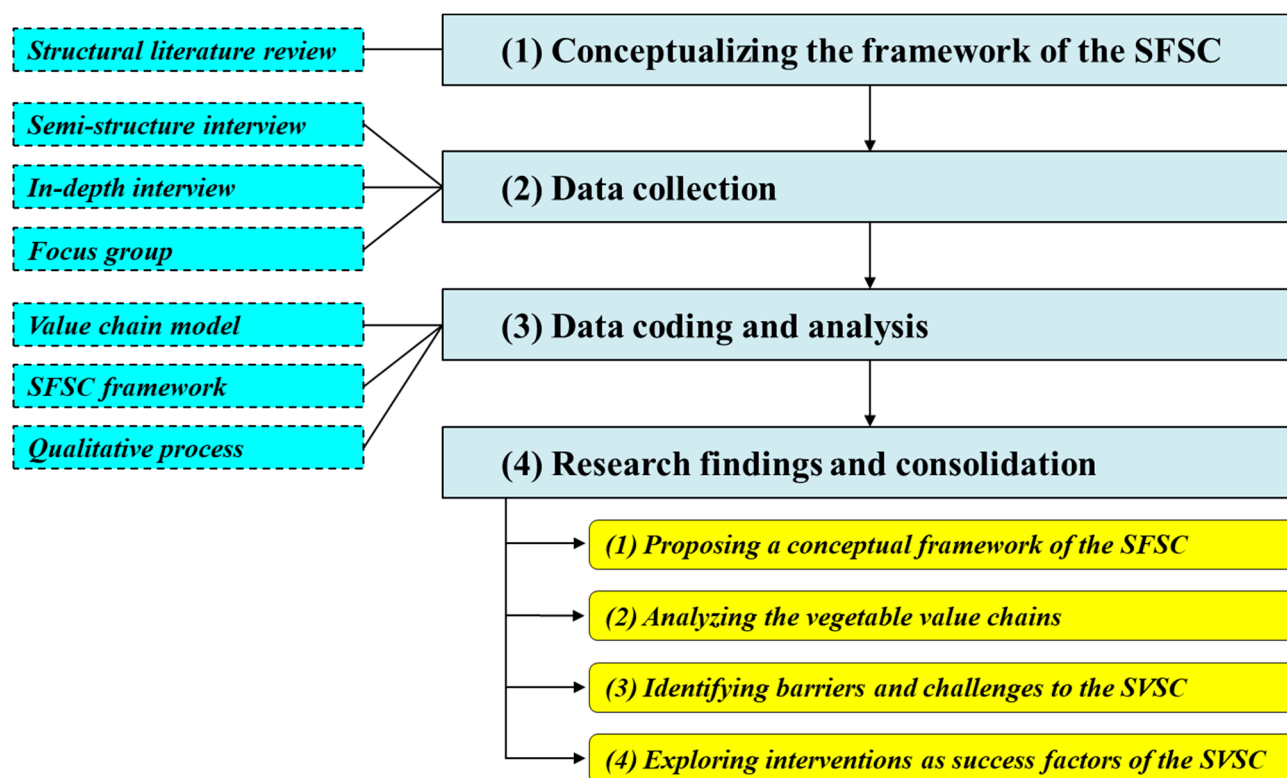 Structural literature review
(1) Conceptualizing the framework of the SFSC
Semi-structure interview
In-depth interview
Focus group
(2) Data collection
Value chain model
SFSC framework
Qualitative process
(3) Data coding and analysis
(4) Research findings and consolidation
(1) Proposing a conceptual framework of the SFSC
(2) Analyzing the vegetable value chains
(3) Identifying barriers and challenges to the SVSC
(4) Exploring interventions as success factors of the SVSC